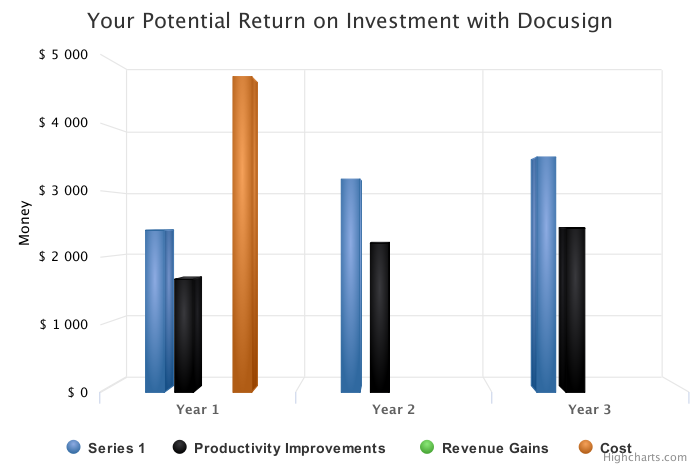 Your Potential Return on Investment with Docusign
$ 5 000
$ 4 000
$ 3 000
$ 2 000
$ 1 000
$ 0
Money
Year 1
Year 2
Year 3
Series 1
Productivity Improvements
Revenue Gains
Cost
Highcharts.com